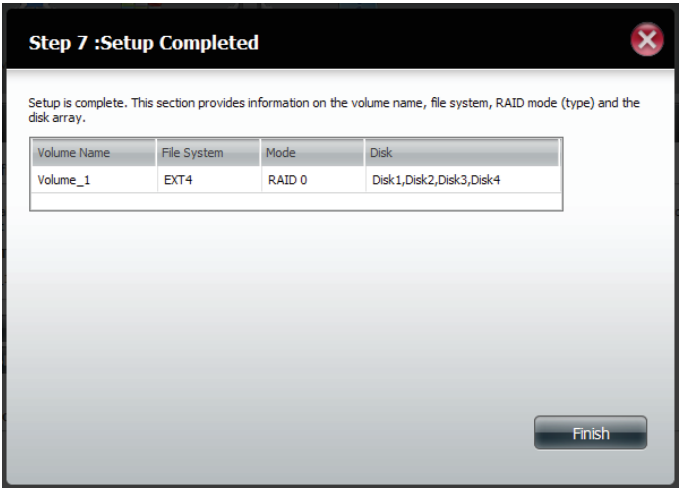 Step 7 :Setup Completed
Setup is complete. This section provides information on the volume name, file system, RAID mode (type) and the
disk array.
Volume Name File System Mode Disk
Volume_1 EXT4 RAID 0 Disk1,Disk2,Disk3,Disk4
Finish